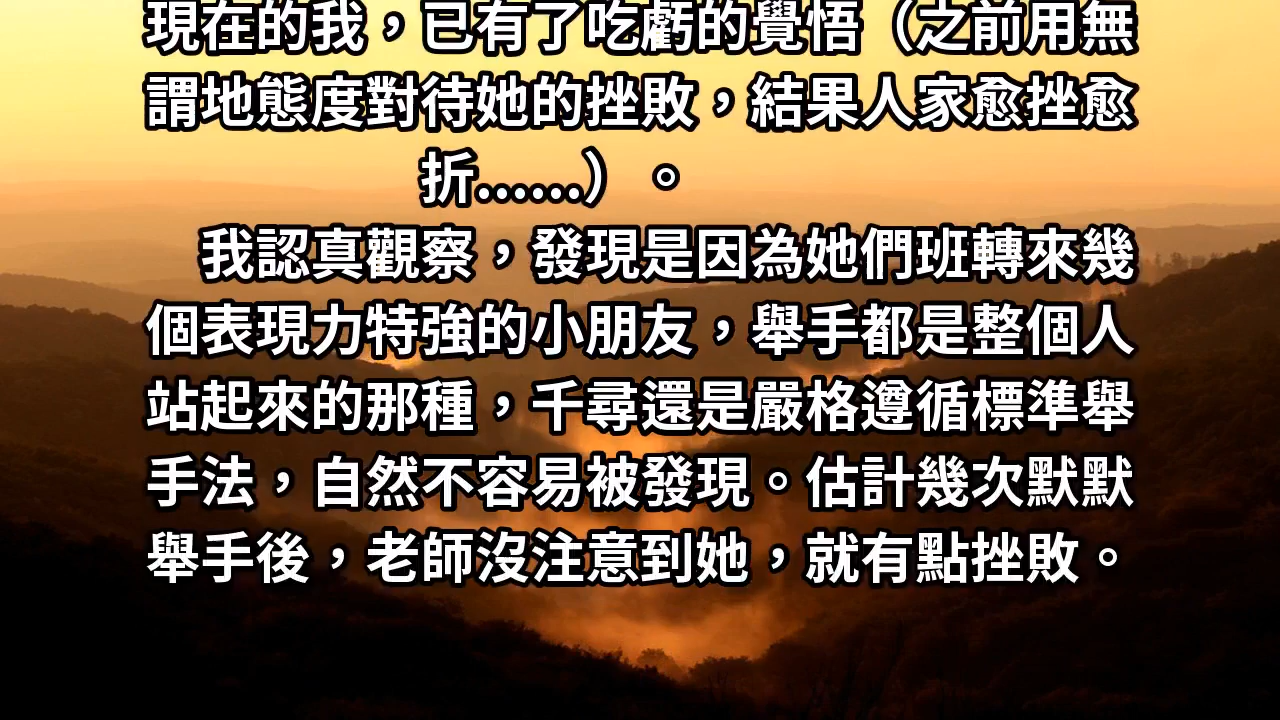 現在的我，已有了吃虧的覺悟（之前用無
謂地態度對待她的挫敗，結果人家愈挫愈
折......）。
我認真觀察，發現是因為她們班轉來幾
個表現力特強的小朋友，舉手都是整個人
站起來的那種，千尋還是嚴格遵循標準舉
手法，自然不容易被發現。估計幾次默默
舉手後，老師沒注意到她，就有點挫敗。